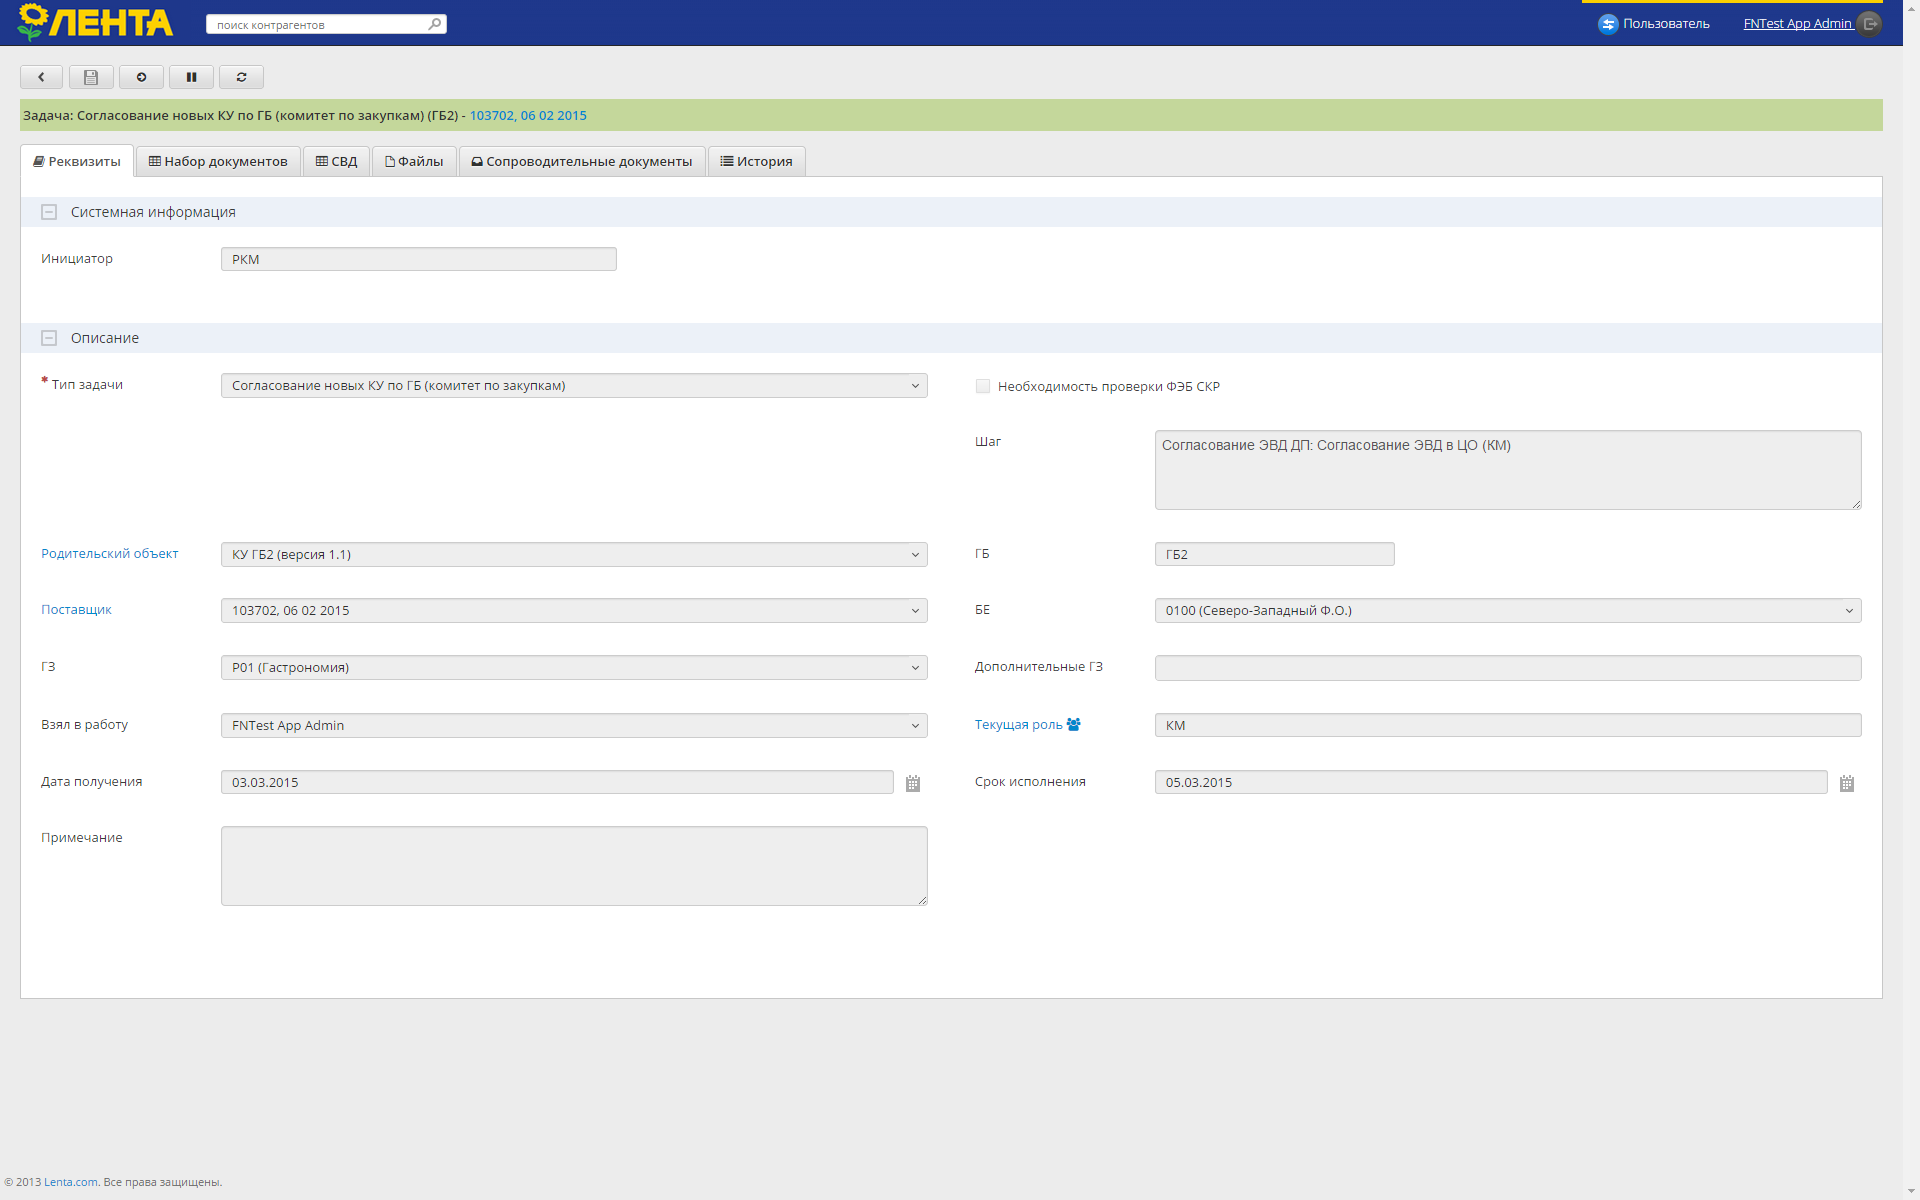 ЛЕНТА
поиск контрагентов
Пользователь
FNTest App Admin
Задача: Согласование новых КУ по ГБ (комитет по закупкам) (ГБ2) - 103702, 06 02 2015
Реквизиты
Набор документов
СВД
Файлы
Сопроводительные документы
История
Системная информация
Инициатор
РКМ
Описание
* Тип задачи
Согласование новых КУ по ГБ (комитет по закупкам)
Необходимость проверки ФЭБ СКР
Шаг
Согласование ЭВД ДП: Согласование ЭВД в ЦО (КМ)
Родительский объект
КУ ГБ2 (версия 1.1)
ГБ
ГБ2
Поставщик
103702, 06 02 2015
БЕ
0100 (Северо-Западный Ф.О.)
ГЗ
P01 (Гастрономия)
Дополнительные ГЗ
Взял в работу
FNTest App Admin
Текущая роль
КМ
Дата получения
03.03.2015
Срок исполнения
05.03.2015
Примечание
© 2013 Lenta.com. Все права защищены.